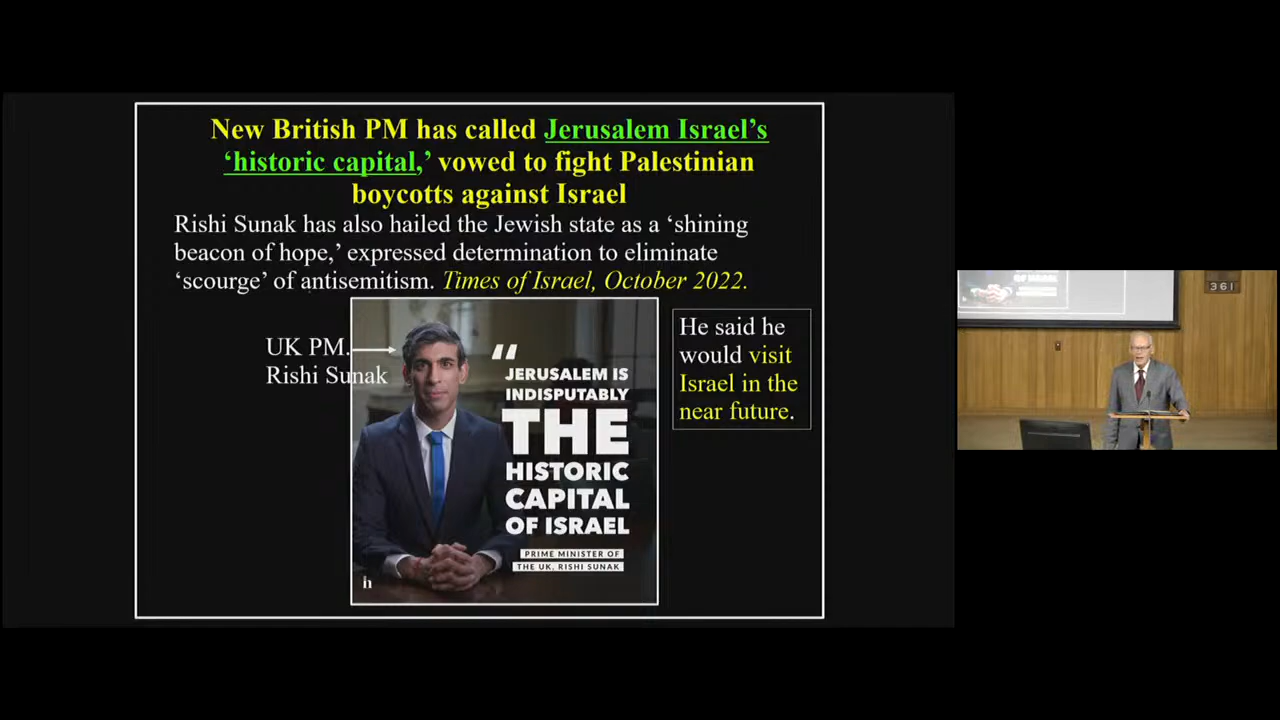 New British PM has called Jerusalem Israel’s
‘historic capital,’ vowed to fight Palestinian
boycotts against Israel
Rishi Sunak has also hailed the Jewish state as a ‘shining
beacon of hope,’ expressed determination to eliminate
‘scourge’ of antisemitism. Times of Israel, October 2022.
UK PM.
Rishi Sunak
“
JERUSALEM IS
INDISPUTABLY
THE
HISTORIC
CAPITAL
OF ISRAEL
PRIME MINISTER OF
THE UK, RISHI SUNAK
h
He said he
would visit
Israel in the
near future.
361